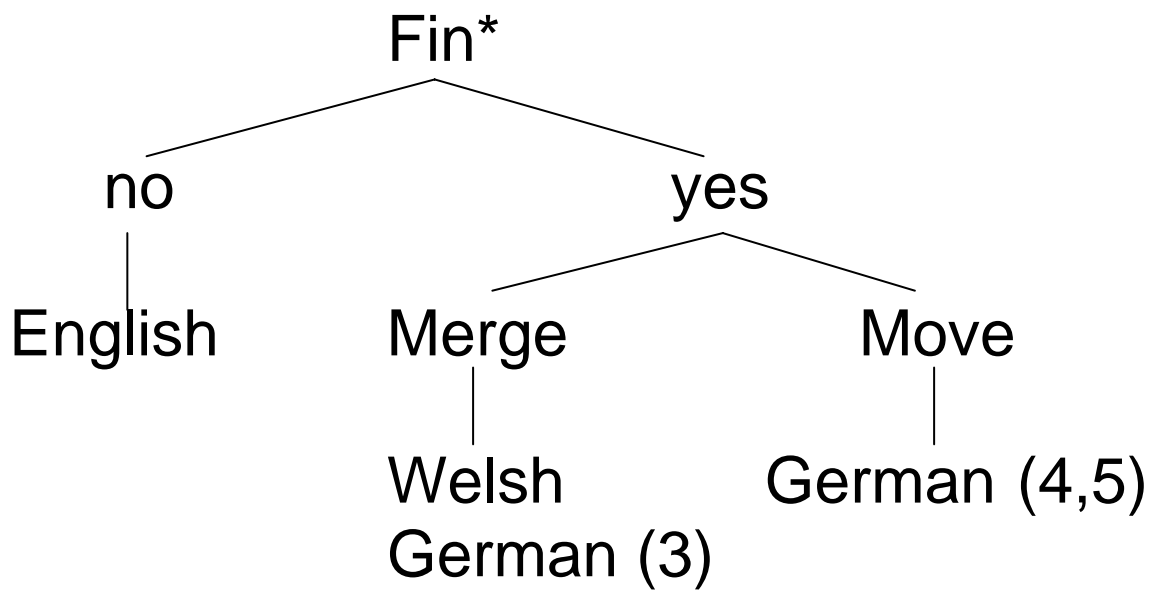 Fin*
no yes
English Merge Move
Welsh German (4,5)
German (3)